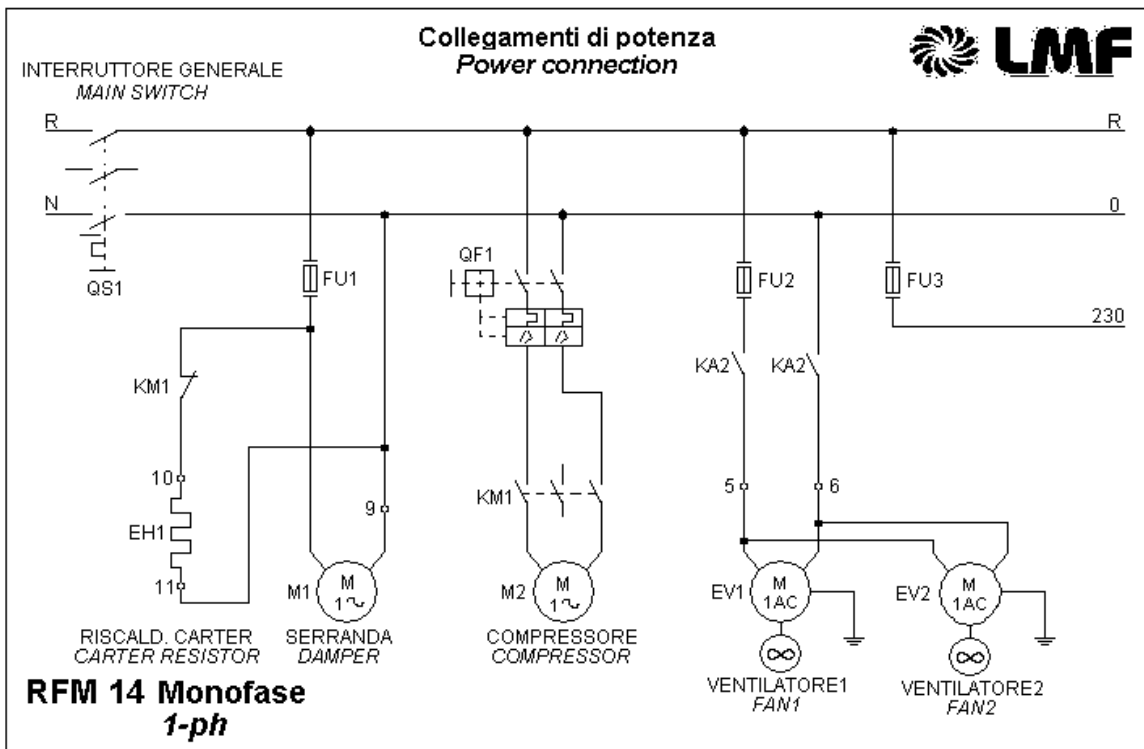 Collegamenti di potenza
Power connection
LMF
INTERRUTTORE GENERALE
MAIN SWITCH
R
R
N
0
QS1
FU1
QF1
FU2
FU3
230
KM1
KA2
KA2
10
9
KM1
5
6
EH1
11
M1
M
1
M2
M
1
EV1
M
1AC
EV2
M
1AC
RISCALD. CARTER
CARTER RESISTOR
SERRANDA
DAMPER
COMPRESSORE
COMPRESSOR
VENTILATORE1
FAN1
VENTILATORE2
FAN2
RFM 14 Monofase
1-ph